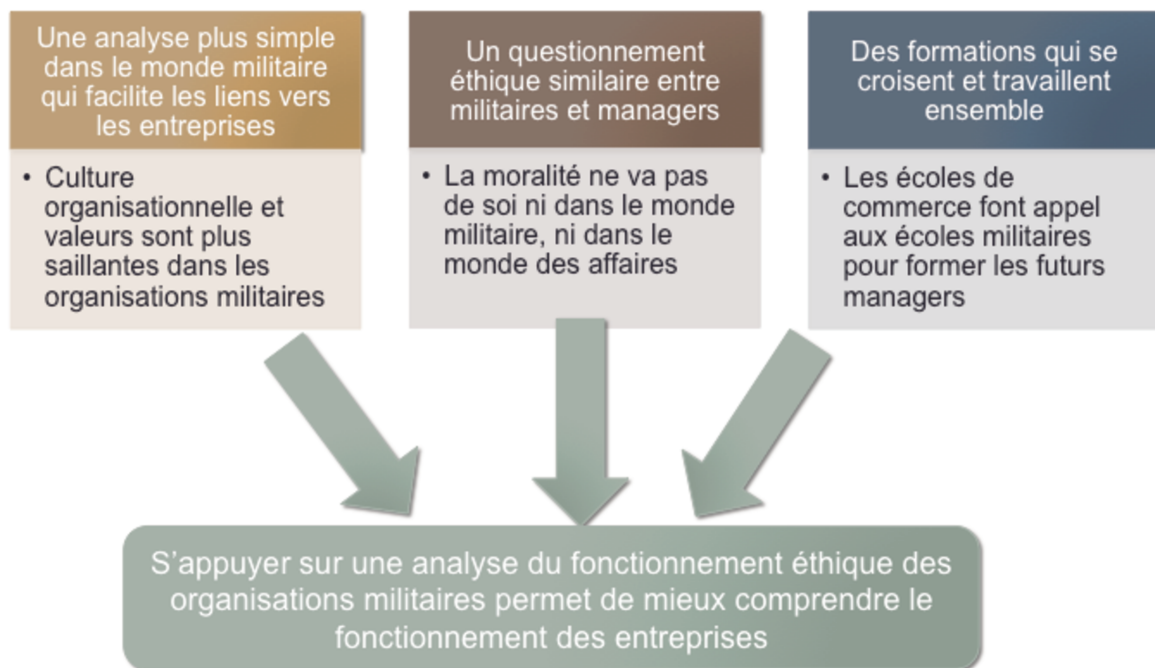 Une analyse plus simple
dans le monde militaire
qui facilite les liens vers
les entreprises
• Culture
organisationnelle et
valeurs sont plus
saillantes dans les
organisations militaires
Un questionnement
éthique similaire entre
militaires et managers
• La moralité ne va pas
de soi ni dans le monde
militaire, ni dans le
monde des affaires
Des formations qui se
croisent et travaillent
ensemble
• Les écoles de
commerce font appel
aux écoles militaires
pour former les futurs
managers
S’appuyer sur une analyse du fonctionnement éthique des
organisations militaires permet de mieux comprendre le
fonctionnement des entreprises